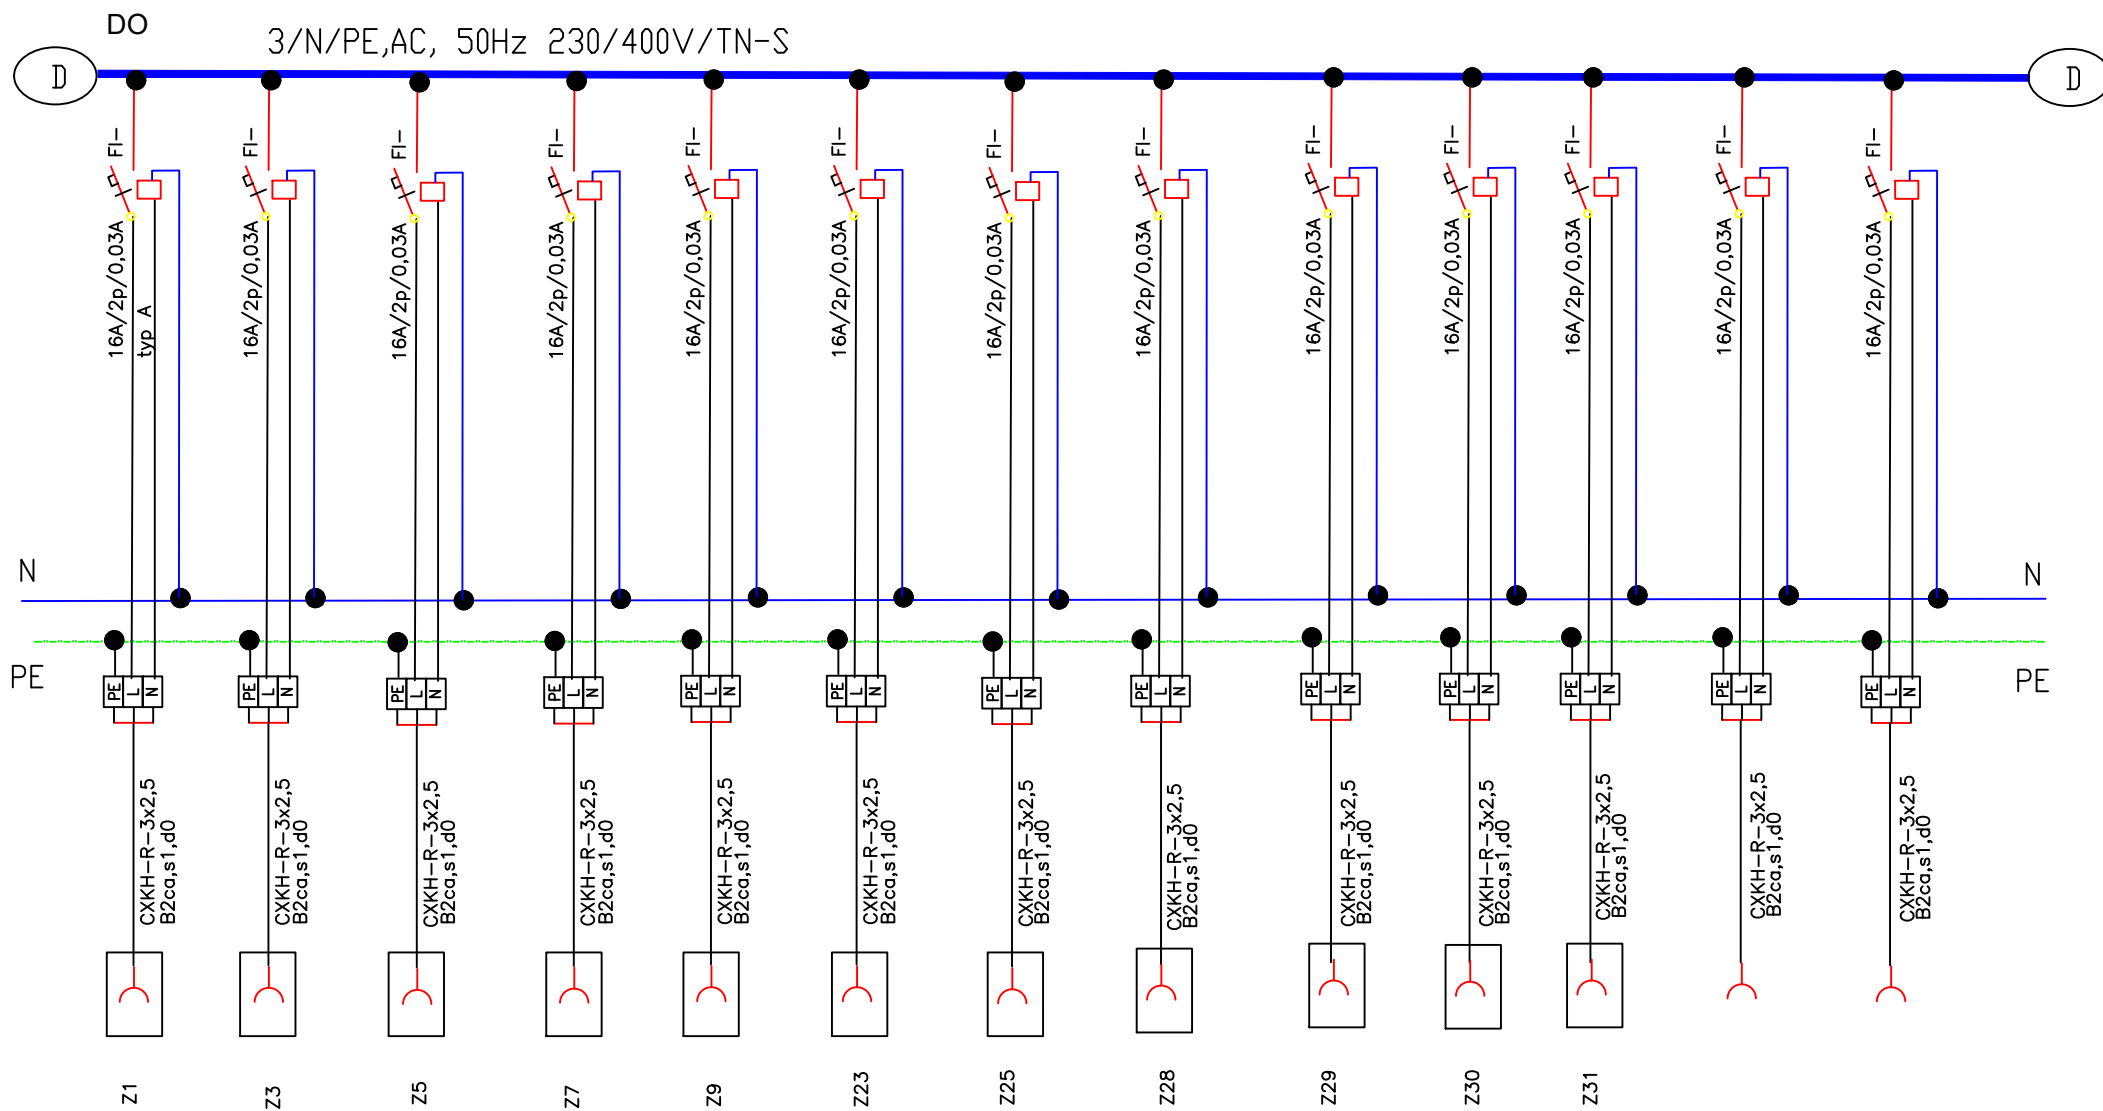 DO
3/N/PE,AC, 50Hz 230/400V/TN-S
D
D
FI-
16A/2p/0,03A
typ A
FI-
16A/2p/0,03A
FI-
16A/2p/0,03A
FI-
16A/2p/0,03A
FI-
16A/2p/0,03A
FI-
16A/2p/0,03A
FI-
16A/2p/0,03A
FI-
16A/2p/0,03A
FI-
16A/2p/0,03A
FI-
16A/2p/0,03A
FI-
16A/2p/0,03A
FI-
16A/2p/0,03A
FI-
16A/2p/0,03A
N
N
PE
PE
PE L N
PE L N
PE L N
PE L N
PE L N
PE L N
PE L N
PE L N
PE L N
PE L N
PE L N
PE L N
PE L N
CXKH-R-3x2,5
B2ca,s1,d0
CXKH-R-3x2,5
B2ca,s1,d0
CXKH-R-3x2,5
B2ca,s1,d0
CXKH-R-3x2,5
B2ca,s1,d0
CXKH-R-3x2,5
B2ca,s1,d0
CXKH-R-3x2,5
B2ca,s1,d0
CXKH-R-3x2,5
B2ca,s1,d0
CXKH-R-3x2,5
B2ca,s1,d0
CXKH-R-3x2,5
B2ca,s1,d0
CXKH-R-3x2,5
B2ca,s1,d0
CXKH-R-3x2,5
B2ca,s1,d0
CXKH-R-3x2,5
B2ca,s1,d0
CXKH-R-3x2,5
B2ca,s1,d0
Z1
Z3
Z5
Z7
Z9
Z223
Z225
Z228
Z229
Z230
Z231